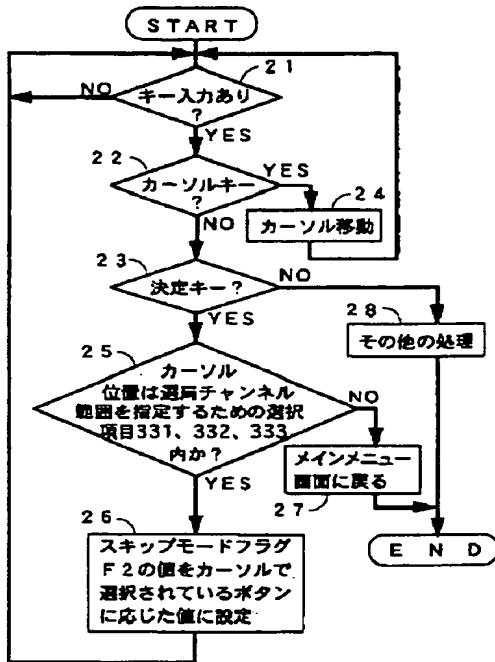 START
21
キー入力あり
?
NO
YES
22
カーソルキー
?
YES
24
カーソル移動
NO
23
決定キー?
NO
YES
28
その他の処理
25
カーソル
位置は選局チャンネル
範囲を指定するための選択
項目331、332、333
内か?
NO
YES
メインメニュー
画面に戻る
27
END
26
スキップモードフラグ
F2の値をカーソルで
選択されているボタン
に応じた値に設定